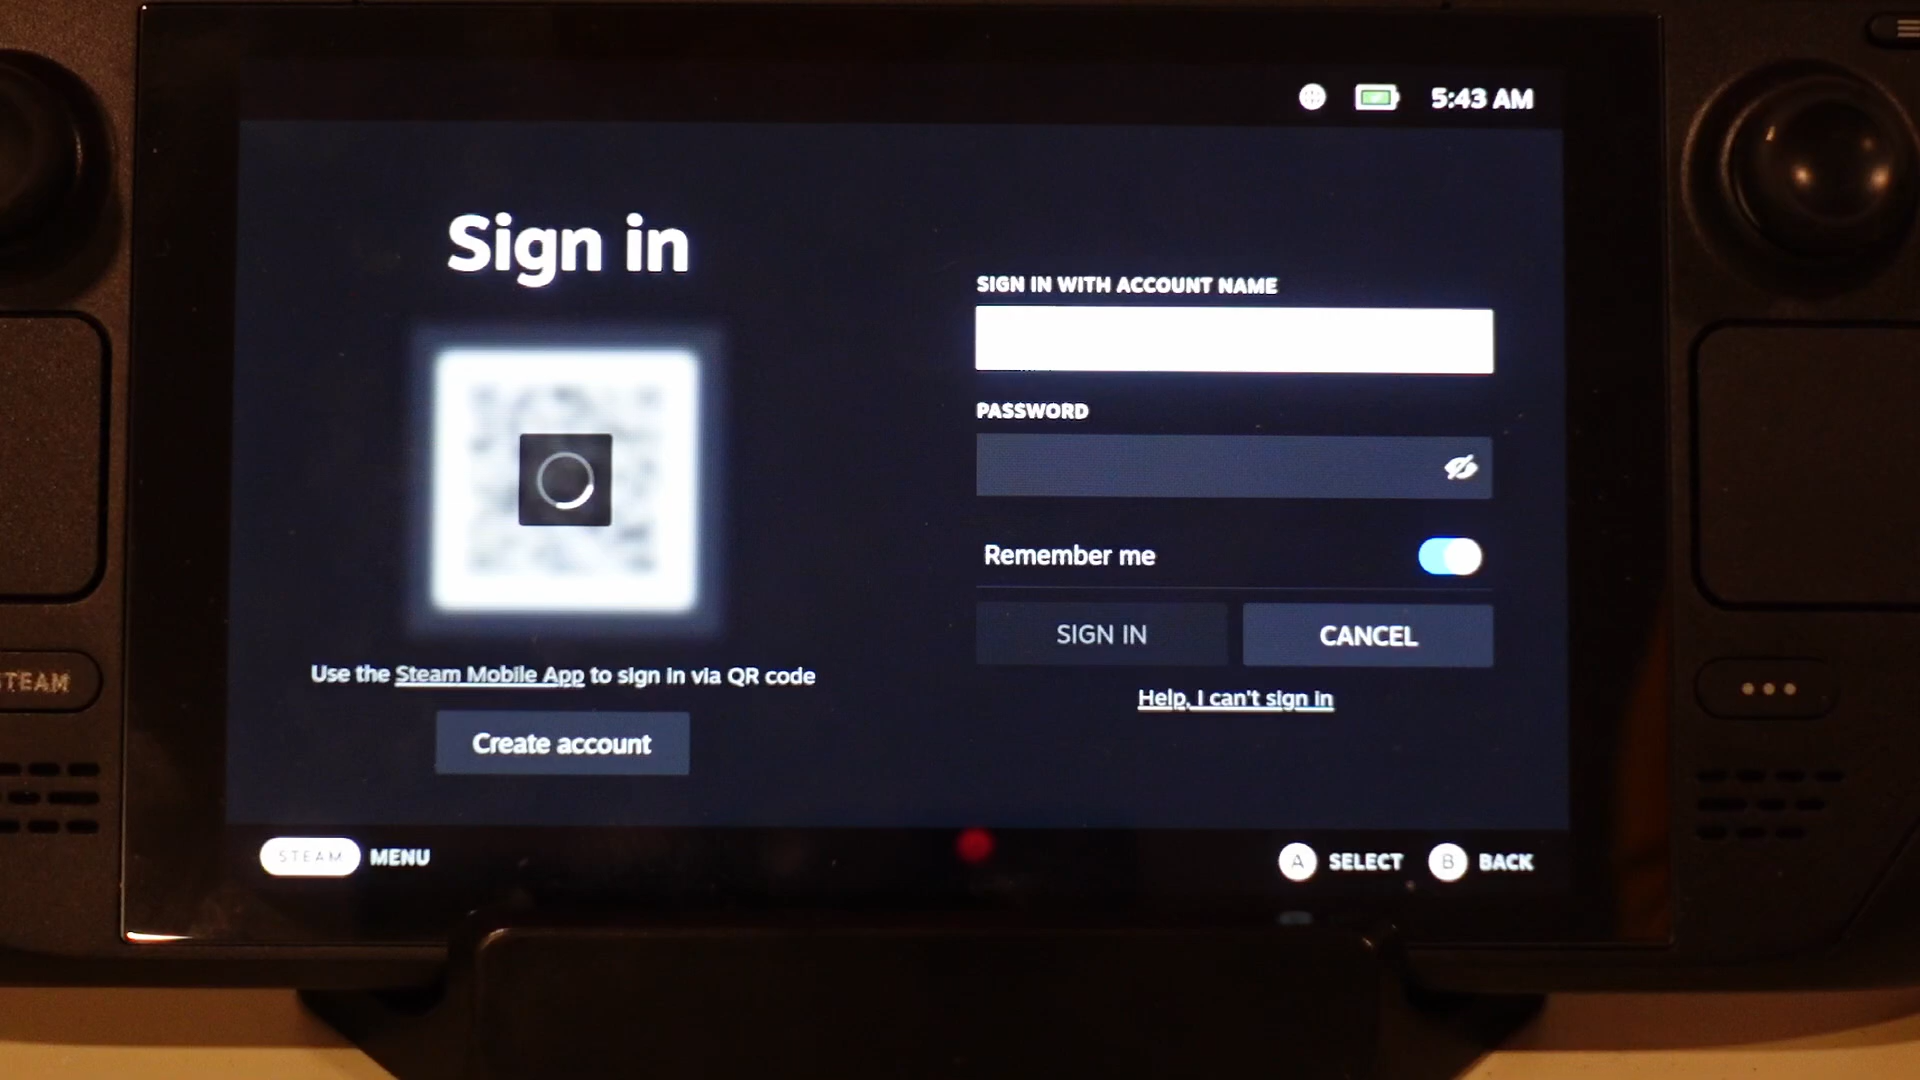 5:43 AM
Sign in
SIGN IN WITH ACCOUNT NAME
PASSWORD
Remember me
SIGN IN
CANCEL
Help, I can't sign in
Use the Steam Mobile App to sign in via QR code
Create account
STEAM
STEAM MENU
A SELECT B BACK